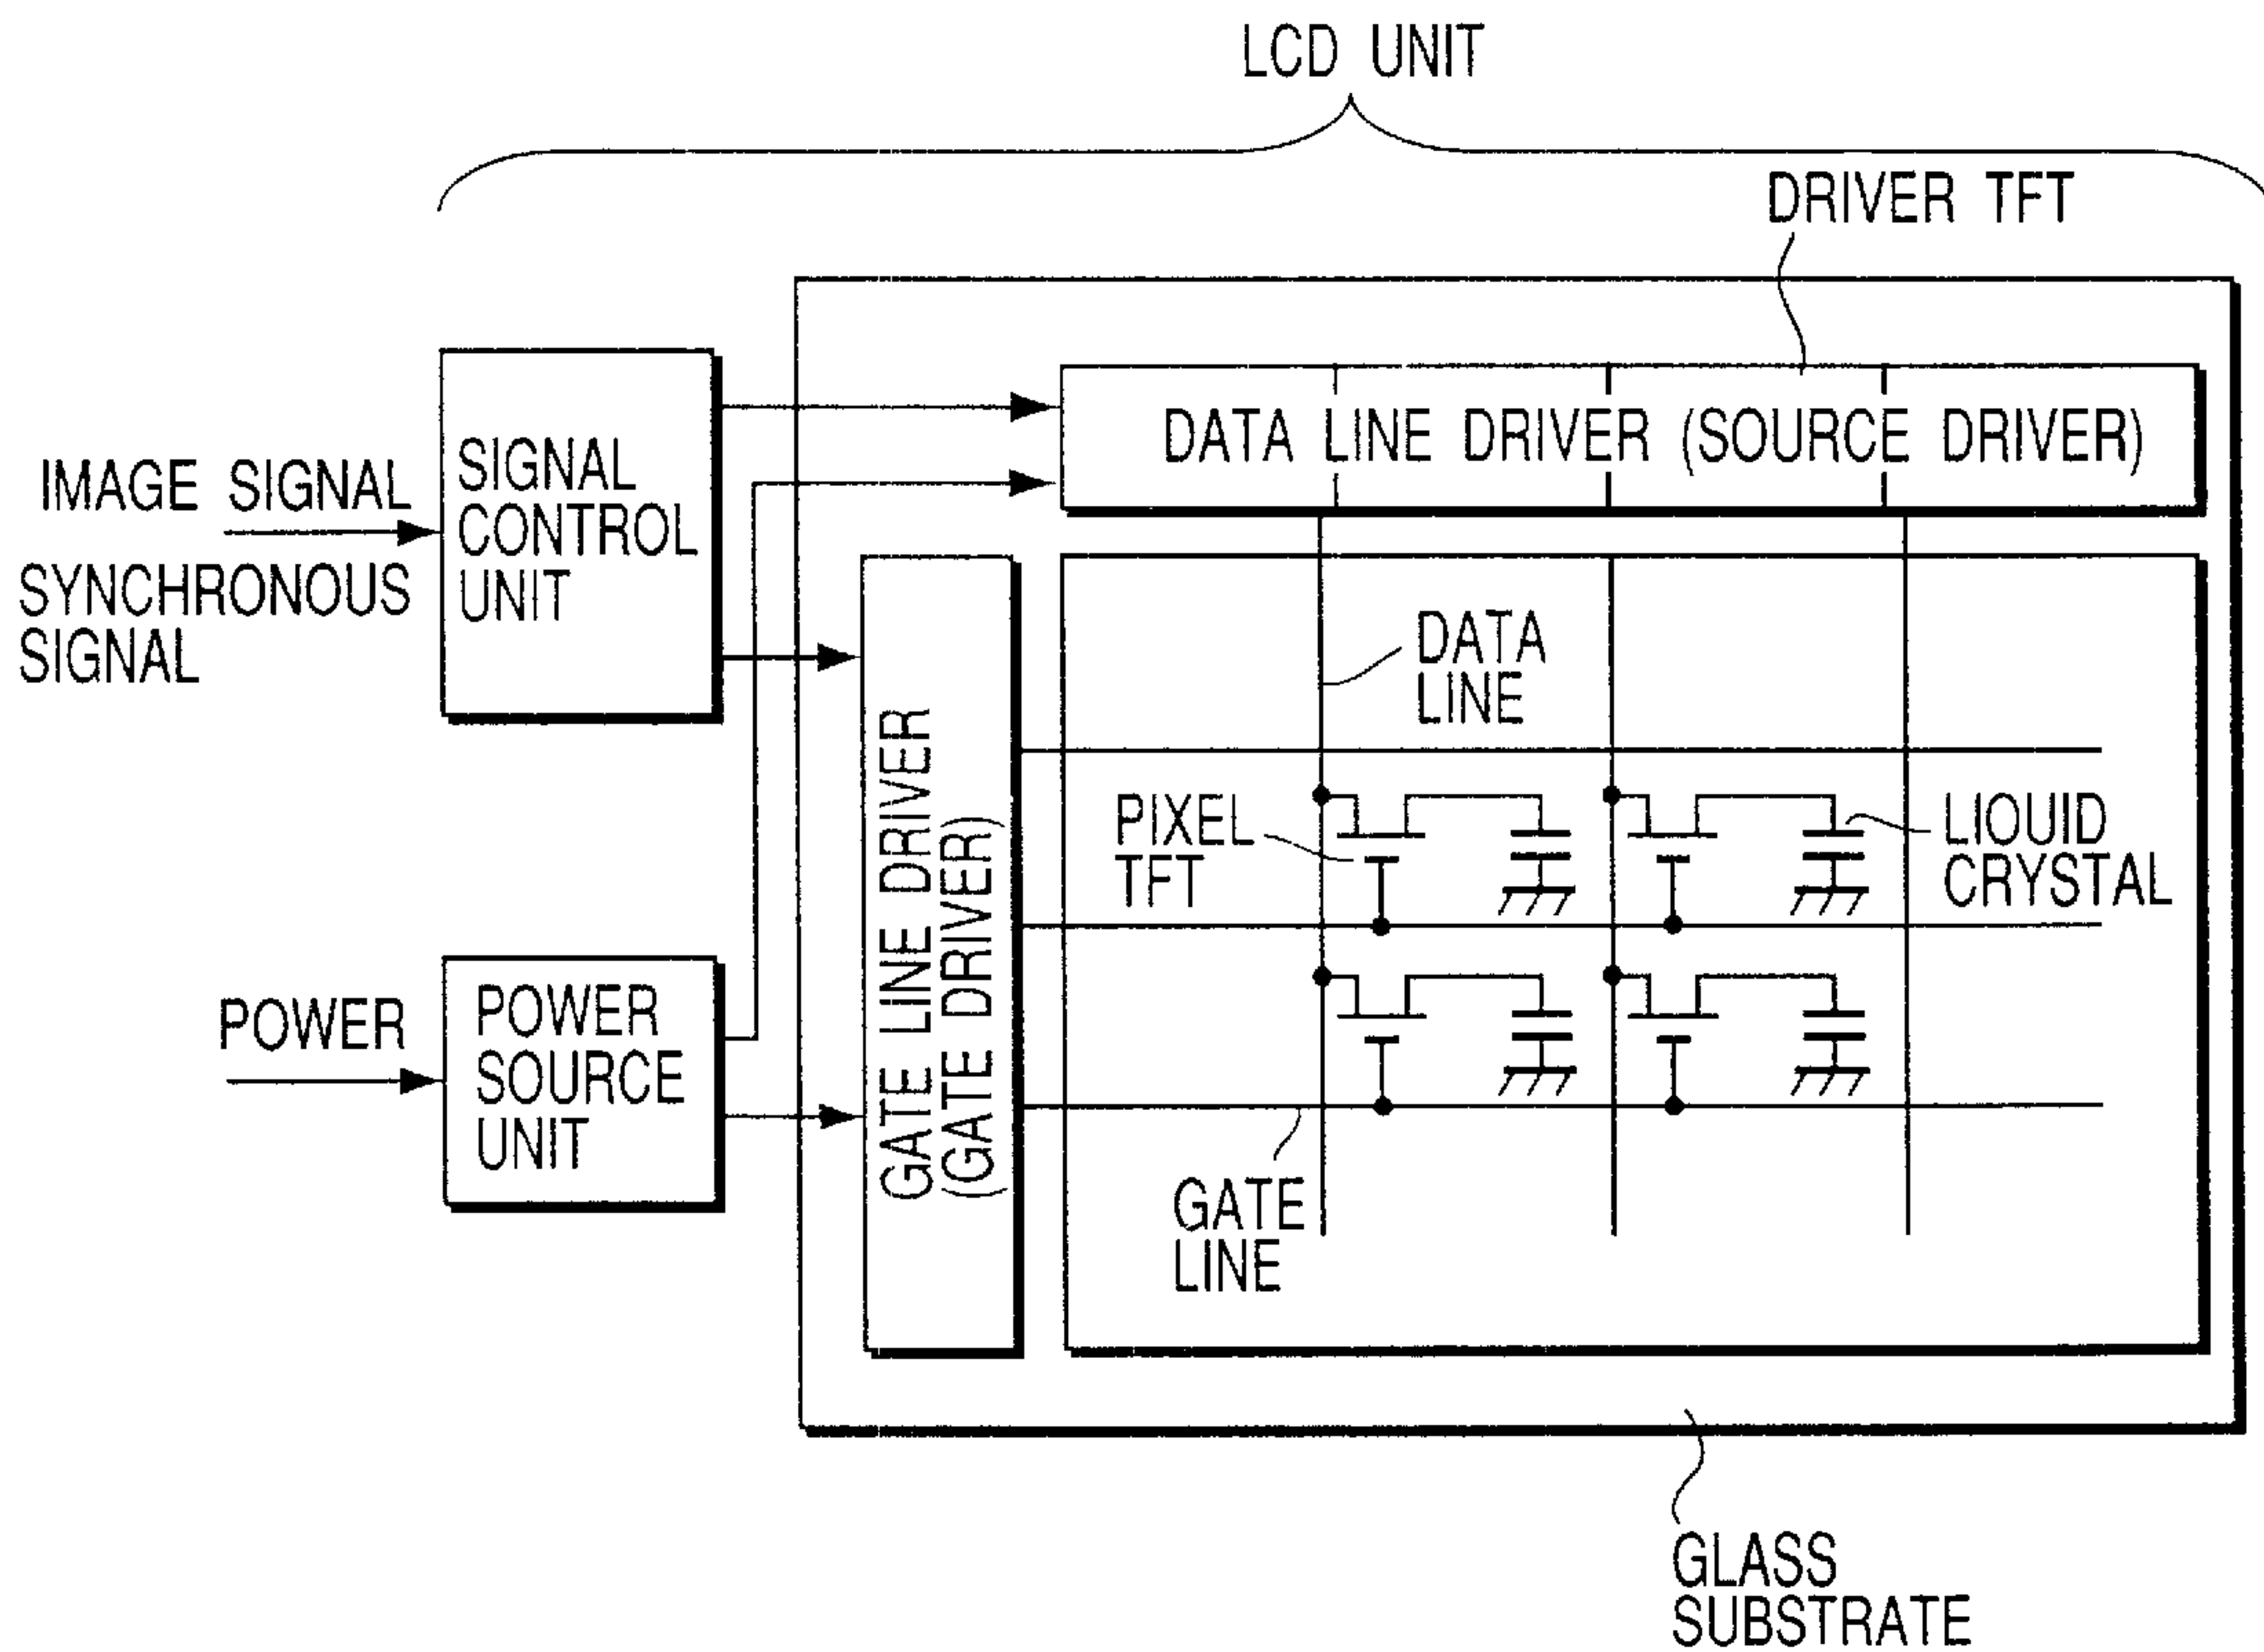 LCD UNIT
DRIVER TFT
DATA LINE DRIVER (SOURCE DRIVER)
IMAGE SIGNAL
SYNCHRONOUS
SIGNAL
SIGNAL
CONTROL
UNIT
DATA
LINE
GATE LINE DRIVER
(GATE DRIVER)
PIXEL
TFT
LIOUID
CRYSTAL
POWER
POWER
SOURCE
UNIT
GATE
LINE
GLASS
SUBSTRATE